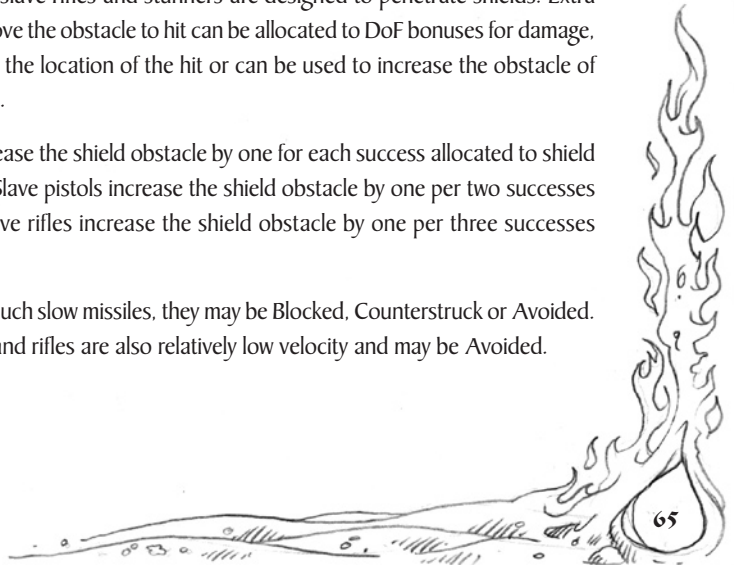 slave rifles and stunners are designed to penetrate shields. Extra
ove the obstacle to hit can be allocated to DoF bonuses for damage,
the location of the hit or can be used to increase the obstacle of
.
ease the shield obstacle by one for each success allocated to shield
Slave pistols increase the shield obstacle by one per two successes
ve rifles increase the shield obstacle by one per three successes
uch slow missiles, they may be Blocked, Counterstruck or Avoided.
and rifles are also relatively low velocity and may be Avoided.
65